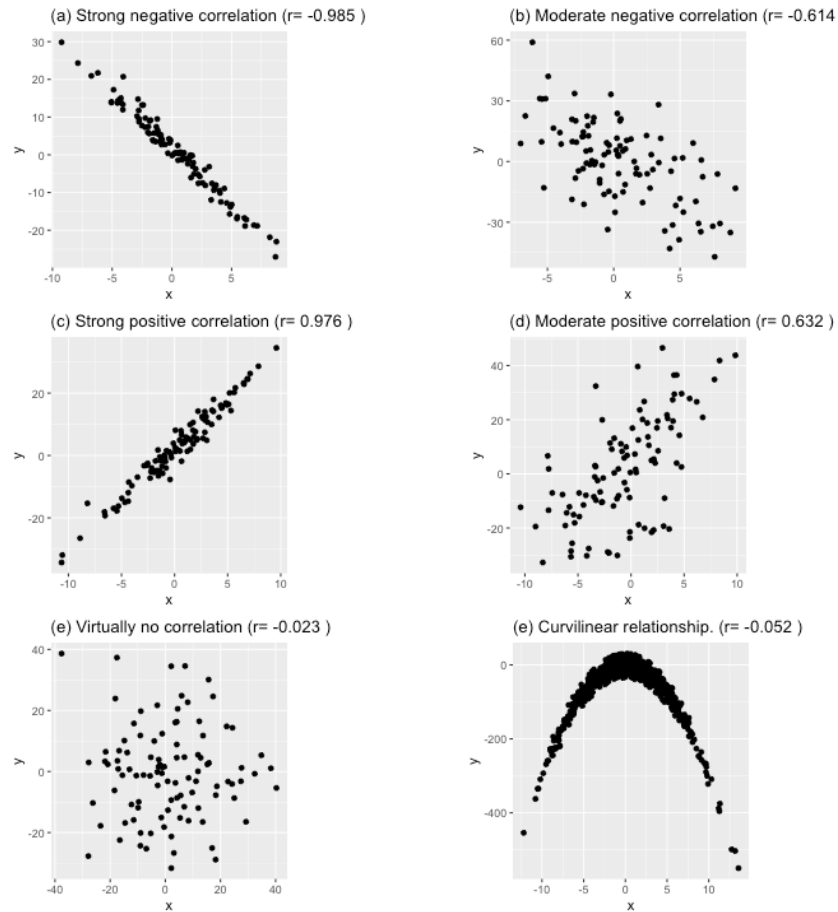 (a) Strong negative correlation (r= -0.985)
30
20
10
0
-10
-20
y
-10 -5 0 5
x
(b) Moderate negative correlation (r= -0.614
60
30
0
-30
y
-5 0 5
x
(c) Strong positive correlation (r= 0.976 )
20
0
-20
y
-10 -5 0 5 10
x
(d) Moderate positive correlation (r= 0.632 )
40
20
0
-20
y
-10 -5 0 5 10
x
(e) Virtually no correlation (r= -0.023 )
40
20
0
-20
y
-40 -20 0 20 40
x
(e) Curvilinear relationship. (r= -0.052 )
0
-200
-400
y
-10 -5 0 5 10
x